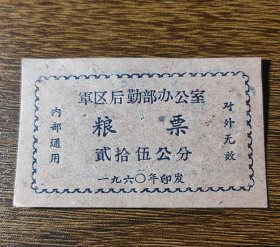 軍区后勤部办公室
内部通用
粮票
对外无效
贰拾伍公分
一九六〇年印发